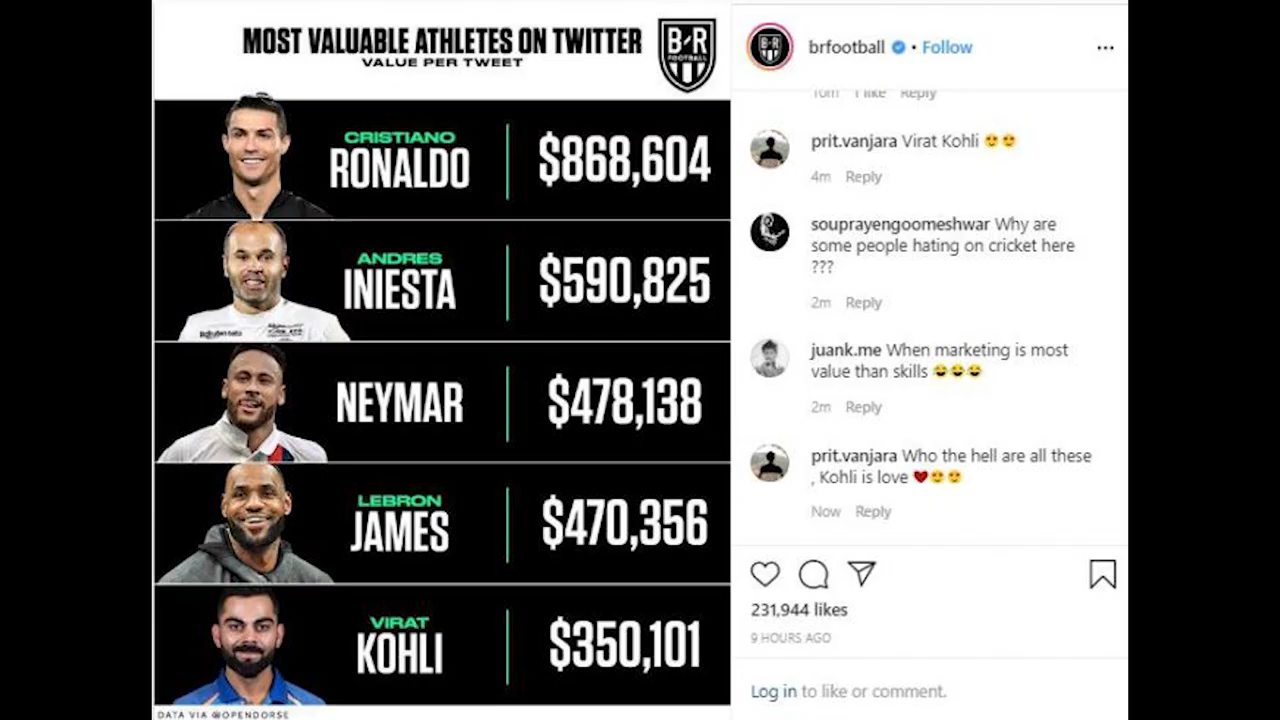 MOST VALUABLE ATHLETES ON TWITTER
VALUE PER TWEET
B/R
FOOTBALL
CRISTIANO
RONALDO
$868,604
ANDRES
INIESTA
$590,825
NEYMAR
$478,138
LEBRON
JAMES
$470,356
VIRAT
KOHLI
$350,101
DATA VIA @OPENDORSE
brfootball • Follow
10m 1 like Reply
prit.vanjara Virat Kohli 😍😍
4m Reply
souprayengoomeshwar Why are
some people hating on cricket here
???
2m Reply
juank.me When marketing is most
value than skills 😂😂😂
2m Reply
prit.vanjara Who the hell are all these
, Kohli is love ❤😍😍
Now Reply
231,944 likes
9 HOURS AGO
Log in to like or comment.